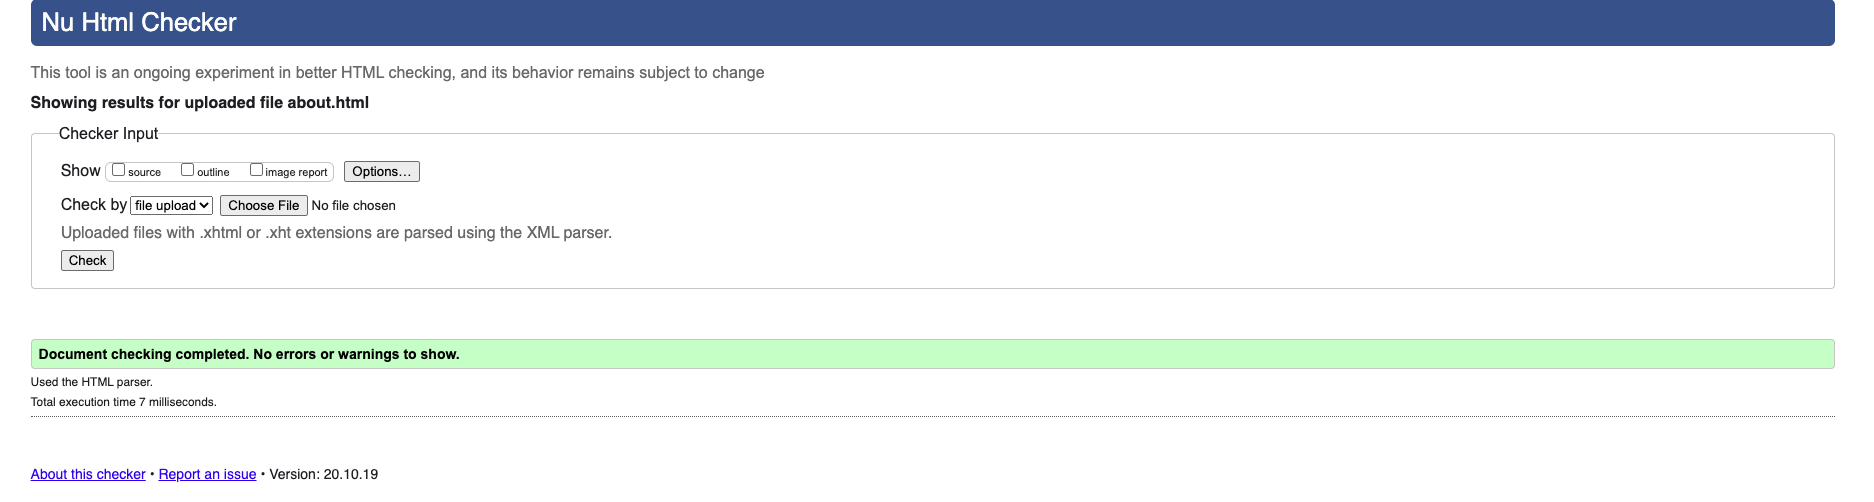 Nu Html Checker
This tool is an ongoing experiment in better HTML checking, and its behavior remains subject to change
Showing results for uploaded file about.html
Checker Input
Show source outline image report Options…
Check by file upload Choose File No file chosen
Uploaded files with .xhtml or .xht extensions are parsed using the XML parser.
Check
Document checking completed. No errors or warnings to show.
Used the HTML parser.
Total execution time 7 milliseconds.
About this checker • Report an issue • Version: 20.10.19